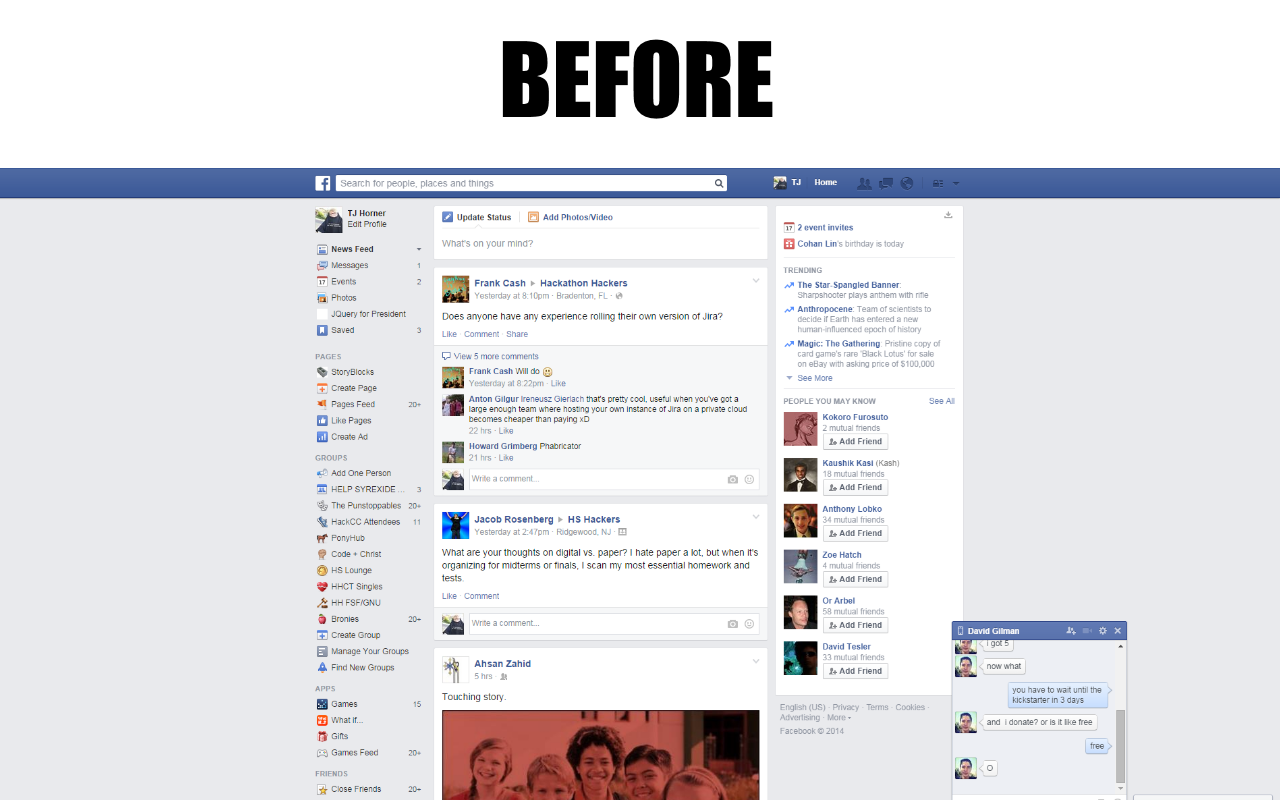 BEFORE
Search for people, places and things
TJ
Home
TJ Horner
Edit Profile
News Feed
Messages 1
17 Events 2
Photos
JQuery for President
Saved 3
PAGES
StoryBlocks
Create Page
Pages Feed 20+
Like Pages
Create Ad
GROUPS
Add One Person
HELP SYREXIDE ... 3
The Punstoppables 20+
HackCC Attendees 11
PonyHub
Code + Christ
HS Lounge
HHCT Singles
HH FSF/GNU
Bronies 20+
Create Group
Manage Your Groups
Find New Groups
APPS
Games 15
What if...
Gifts
Games Feed 20+
FRIENDS
Close Friends 20+
Update Status
Add Photos/Video
What's on your mind?
Frank Cash ▸ Hackathon Hackers
Yesterday at 8:10pm · Bradenton, FL ·
Does anyone have any experience rolling their own version of Jira?
Like · Comment · Share
View 5 more comments
Frank Cash Will do
Yesterday at 8:22pm · Like
Anton Gilgur Ireneusz Gierlach that's pretty cool, useful when you've got a
large enough team where hosting your own instance of Jira on a private cloud
becomes cheaper than paying xD
22 hrs · Like
Howard Grimberg Phabricator
21 hrs · Like
Write a comment...
Jacob Rosenberg ▸ HS Hackers
Yesterday at 2:47pm · Ridgewood, NJ ·
What are your thoughts on digital vs. paper? I hate paper a lot, but when it's
organizing for midterms or finals, I scan my most essential homework and
tests.
Like · Comment
Write a comment...
Ahsan Zahid
5 hrs ·
Touching story.
17 2 event invites
Cohan Lin's birthday is today
TRENDING
The Star-Spangled Banner:
Sharpshooter plays anthem with rifle
Anthropocene: Team of scientists to
decide if Earth has entered a new
human-influenced epoch of history
Magic: The Gathering: Pristine copy of
card game's rare 'Black Lotus' for sale
on eBay with asking price of $100,000
See More
PEOPLE YOU MAY KNOW See All
Kokoro Furosuto
2 mutual friends
Add Friend
Kaushik Kasi (Kash)
18 mutual friends
Add Friend
Anthony Lobko
34 mutual friends
Add Friend
Zoe Hatch
4 mutual friends
Add Friend
Or Arbel
58 mutual friends
Add Friend
David Tesler
33 mutual friends
Add Friend
English (US) · Privacy · Terms · Cookies ·
Advertising · More
Facebook © 2014
David Gilman
i got 5
now what
you have to wait until the
kickstarter in 3 days
and i donate? or is it like free
free
O